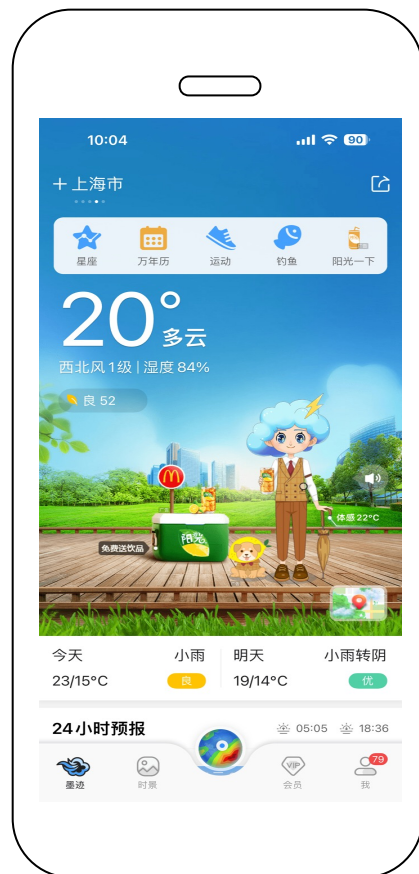 10:04
90
+ 上海市
星座
万年历
运动
钓鱼
阳光一下
20°
多云
西北风1级 | 湿度 84%
良 52
体感 22°C
阳光
免费送饮品
今天 小雨 明天 小雨转阴
23/15°C 良 19/14°C 优
24小时预报 05:05 18:36
79
VIP
墨迹 时景 会员 我